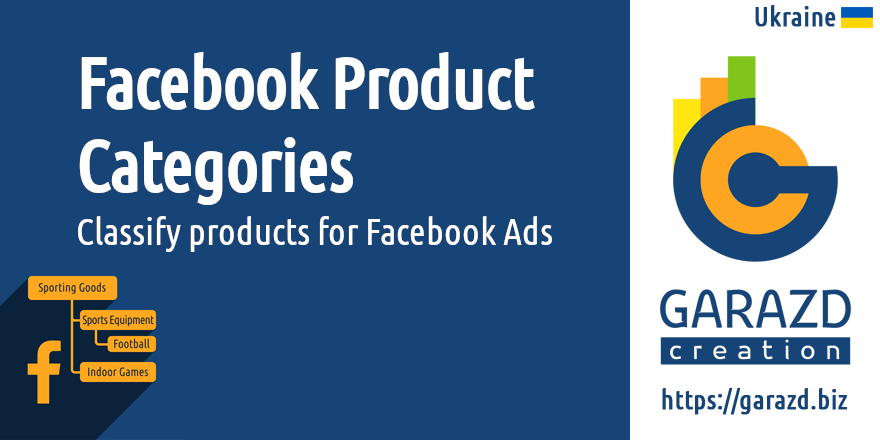 Facebook Product
Categories
Classify products for Facebook Ads
Sporting Goods
Sports Equipment
Football
Indoor Games
Ukraine
GARAZD
creation
https://garazd.biz